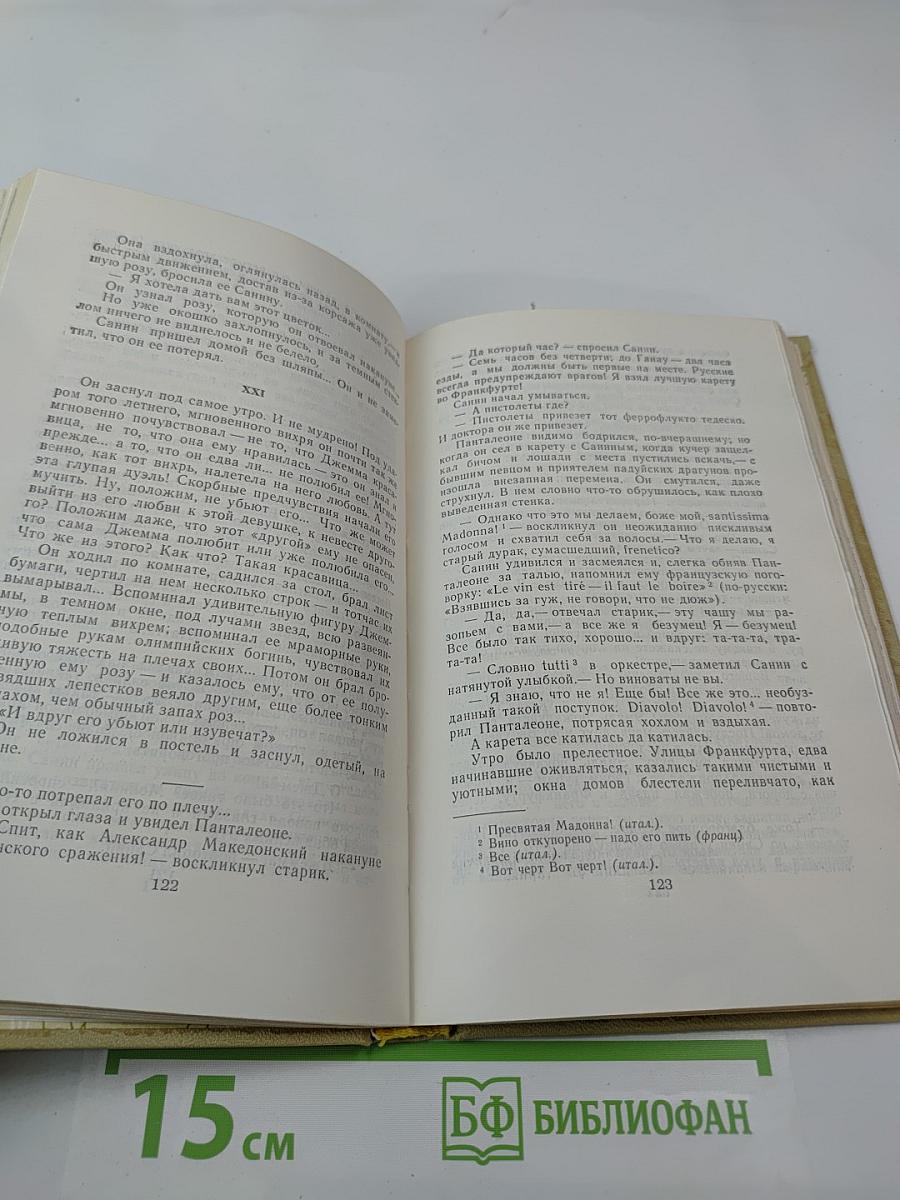 Она вздохнула, оглянулась назад, в комнату,
быстрым движением, достав из-за корсажа уже увяд-
шую розу, бросила ее Санину.
— Я хотела дать вам этот цветок...
Он узнал розу, которую он отвоевал накануне.
Но уже окошко захлопнулось, и за темным стек-
лом ничего не виднелось и не белело.
Санин пришел домой без шляпы... Он и не заме-
тил, что он ее потерял.
XXI
Он заснул под самое утро. И не мудрено! Под уда-
ром того летнего, мгновенного вихря он почти так же
мгновенно почувствовал — не то, что Джемма краса-
вица, не то, что она ему нравилась — это он знал и
прежде... а то, что он едва ли... не полюбил ее! Мгно-
венно, как тот вихрь, налетела на него любовь. А тут
эта глупая дуэль! Скорбные предчувствия начали его
мучить. Ну, положим, не убьют его... Что же может
выйти из его любви к этой девушке, к невесте друго-
го? Положим даже, что этот «другой» ему не опасен,
что сама Джемма полюбит или уже полюбила его...
Что же из этого? Как что? Такая красавица...
Он ходил по комнате, садился за стол, брал лист
бумаги, чертил на нем несколько строк — и тотчас их
вымарывал... Вспоминал удивительную фигуру Джем-
мы, в темном окне, под лучами звезд, всю развеян-
ную теплым вихрем; вспоминал ее мраморные руки,
подобные рукам олимпийских богинь, чувствовал их
живую тяжесть на плечах своих... Потом он брал бро-
енную ему розу — и казалось ему, что от ее полу-
вядших лепестков веяло другим, еще более тонким
пахом, чем обычный запах роз...
«И вдруг его убьют или изувечат?»
Он не ложился в постель и заснул, одетый, на
не.
о-то потрепал его по плечу...
открыл глаза и увидел Панталеоне.
Спит, как Александр Македонский накануне
нского сражения! — воскликнул старик.
122
— Да который час? — спросил Санин.
— Семь часов без четверти; до Ганау — два часа
езды, а мы должны быть первые на месте. Русские
всегда предупреждают врагов! Я взял лучшую карету
во Франкфурте!
Санин начал умываться.
— А пистолеты где?
— Пистолеты привезет тот феррофлукто тедеско.
И доктора он же привезет.
Панталеоне видимо бодрился, по-вчерашнему; но
когда он сел в карету с Саниным, когда кучер защел-
кал бичом и лошади с места пустились вскачь,— с
бывшим певцом и приятелем падуйских драгунов про-
изошла внезапная перемена. Он смутился, даже
струхнул. В нем словно что-то обрушилось, как плохо
выведенная стенка.
— Однако что это мы делаем, боже мой, santissima
Madonna! ¹ — воскликнул он неожиданно пискливым
голосом и схватил себя за волосы.— Что я делаю, я
старый дурак, сумасшедший, frenetico?
Санин удивился и засмеялся и, слегка обняв Пан-
талеоне за талью, напомнил ему французскую пого-
ворку: «Le vin est tiré — il faut le boire» ² (по-русски:
«Взявшись за гуж, не говори, что не дюж»).
— Да, да,— отвечал старик,— эту чашу мы ра-
зопьем с вами,— а все же я безумец! Я — безумец!
Все было так тихо, хорошо... и вдруг: та-та-та, тра-
та-та!
— Словно tutti ³ в оркестре,— заметил Санин с
натянутой улыбкой.— Но виноваты не вы.
— Я знаю, что не я! Еще бы! Все же это... необуз-
данный такой поступок. Diavolo! Diavolo! ⁴ — повто-
рил Панталеоне, потрясая хохлом и вздыхая.
А карета все катилась да катилась.
Утро было прелестное. Улицы Франкфурта, едва
начинавшие оживляться, казались такими чистыми и
уютными; окна домов блестели переливчато, как
¹ Пресвятая Мадонна! (итал.).
² Вино откупорено — надо его пить (франц)
³ Все (итал.).
⁴ Вот черт Вот черт! (итал.).
123
15 см
БФ БИБЛИОФАН